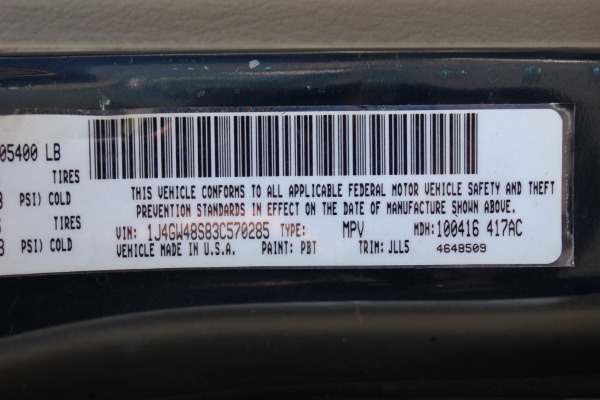 05400 LB
TIRES
PSI) COLD
TIRES
PSI) COLD
THIS VEHICLE CONFORMS TO ALL APPLICABLE FEDERAL MOTOR VEHICLE SAFETY AND THEFT
PREVENTION STANDARDS IN EFFECT ON THE DATE OF MANUFACTURE SHOWN ABOVE.
VIN: 1J4GW48S83C570285 TYPE: MPV MDH:100416 417AC
VEHICLE MADE IN U.S.A. PAINT: PBT TRIM: JLL5 4648509